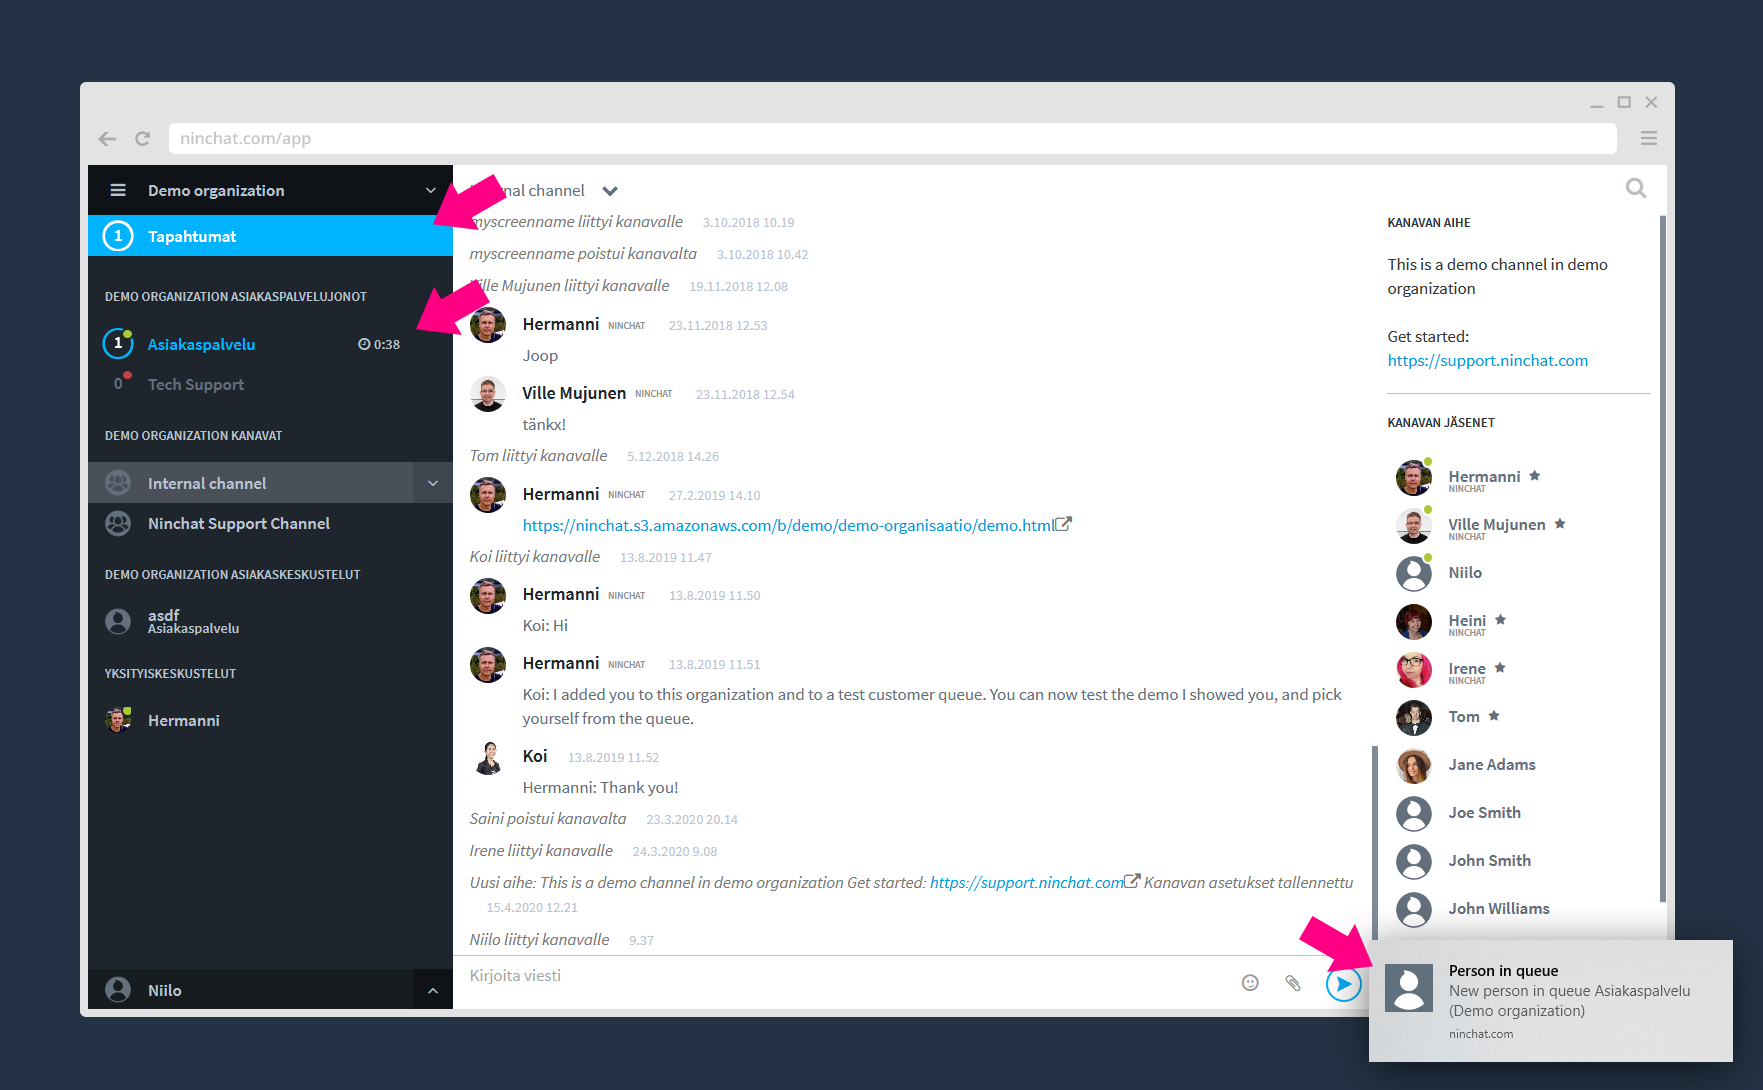 ninchat.com/app
Demo organization
1 Tapahtumat
DEMO ORGANIZATION ASIAKASPALVELUJONOT
1 Asiakaspalvelu 0:38
0 Tech Support
DEMO ORGANIZATION KANAVAT
Internal channel
Ninchat Support Channel
DEMO ORGANIZATION ASIAKASKESKUSTELUT
asdf
Asiakaspalvelu
YKSITYISKESKUSTELUT
Hermanni
Niilo
nal channel
myscreenname liittyi kanavalle 3.10.2018 10.19
myscreenname poistui kanavalta 3.10.2018 10.42
Ville Mujunen liittyi kanavalle 19.11.2018 12.08
Hermanni NINCHAT 23.11.2018 12.53
Joop
Ville Mujunen NINCHAT 23.11.2018 12.54
tänkx!
Tom liittyi kanavalle 5.12.2018 14.26
Hermanni NINCHAT 27.2.2019 14.10
https://ninchat.s3.amazonaws.com/b/demo/demo-organisaatio/demo.html
Koi liittyi kanavalle 13.8.2019 11.47
Hermanni NINCHAT 13.8.2019 11.50
Koi: Hi
Hermanni NINCHAT 13.8.2019 11.51
Koi: I added you to this organization and to a test customer queue. You can now test the demo I showed you, and pick
yourself from the queue.
Koi 13.8.2019 11.52
Hermanni: Thank you!
Saini poistui kanavalta 23.3.2020 20.14
Irene liittyi kanavalle 24.3.2020 9.08
Uusi aihe: This is a demo channel in demo organization Get started: https://support.ninchat.com Kanavan asetukset tallennettu
15.4.2020 12.21
Niilo liittyi kanavalle 9.37
Kirjoita viesti
KANAVAN AIHE
This is a demo channel in demo
organization
Get started:
https://support.ninchat.com
KANAVAN JÄSENET
Hermanni
NINCHAT
Ville Mujunen
NINCHAT
Niilo
Heini
NINCHAT
Irene
NINCHAT
Tom
Jane Adams
Joe Smith
John Smith
John Williams
Person in queue
New person in queue Asiakaspalvelu
(Demo organization)
ninchat.com